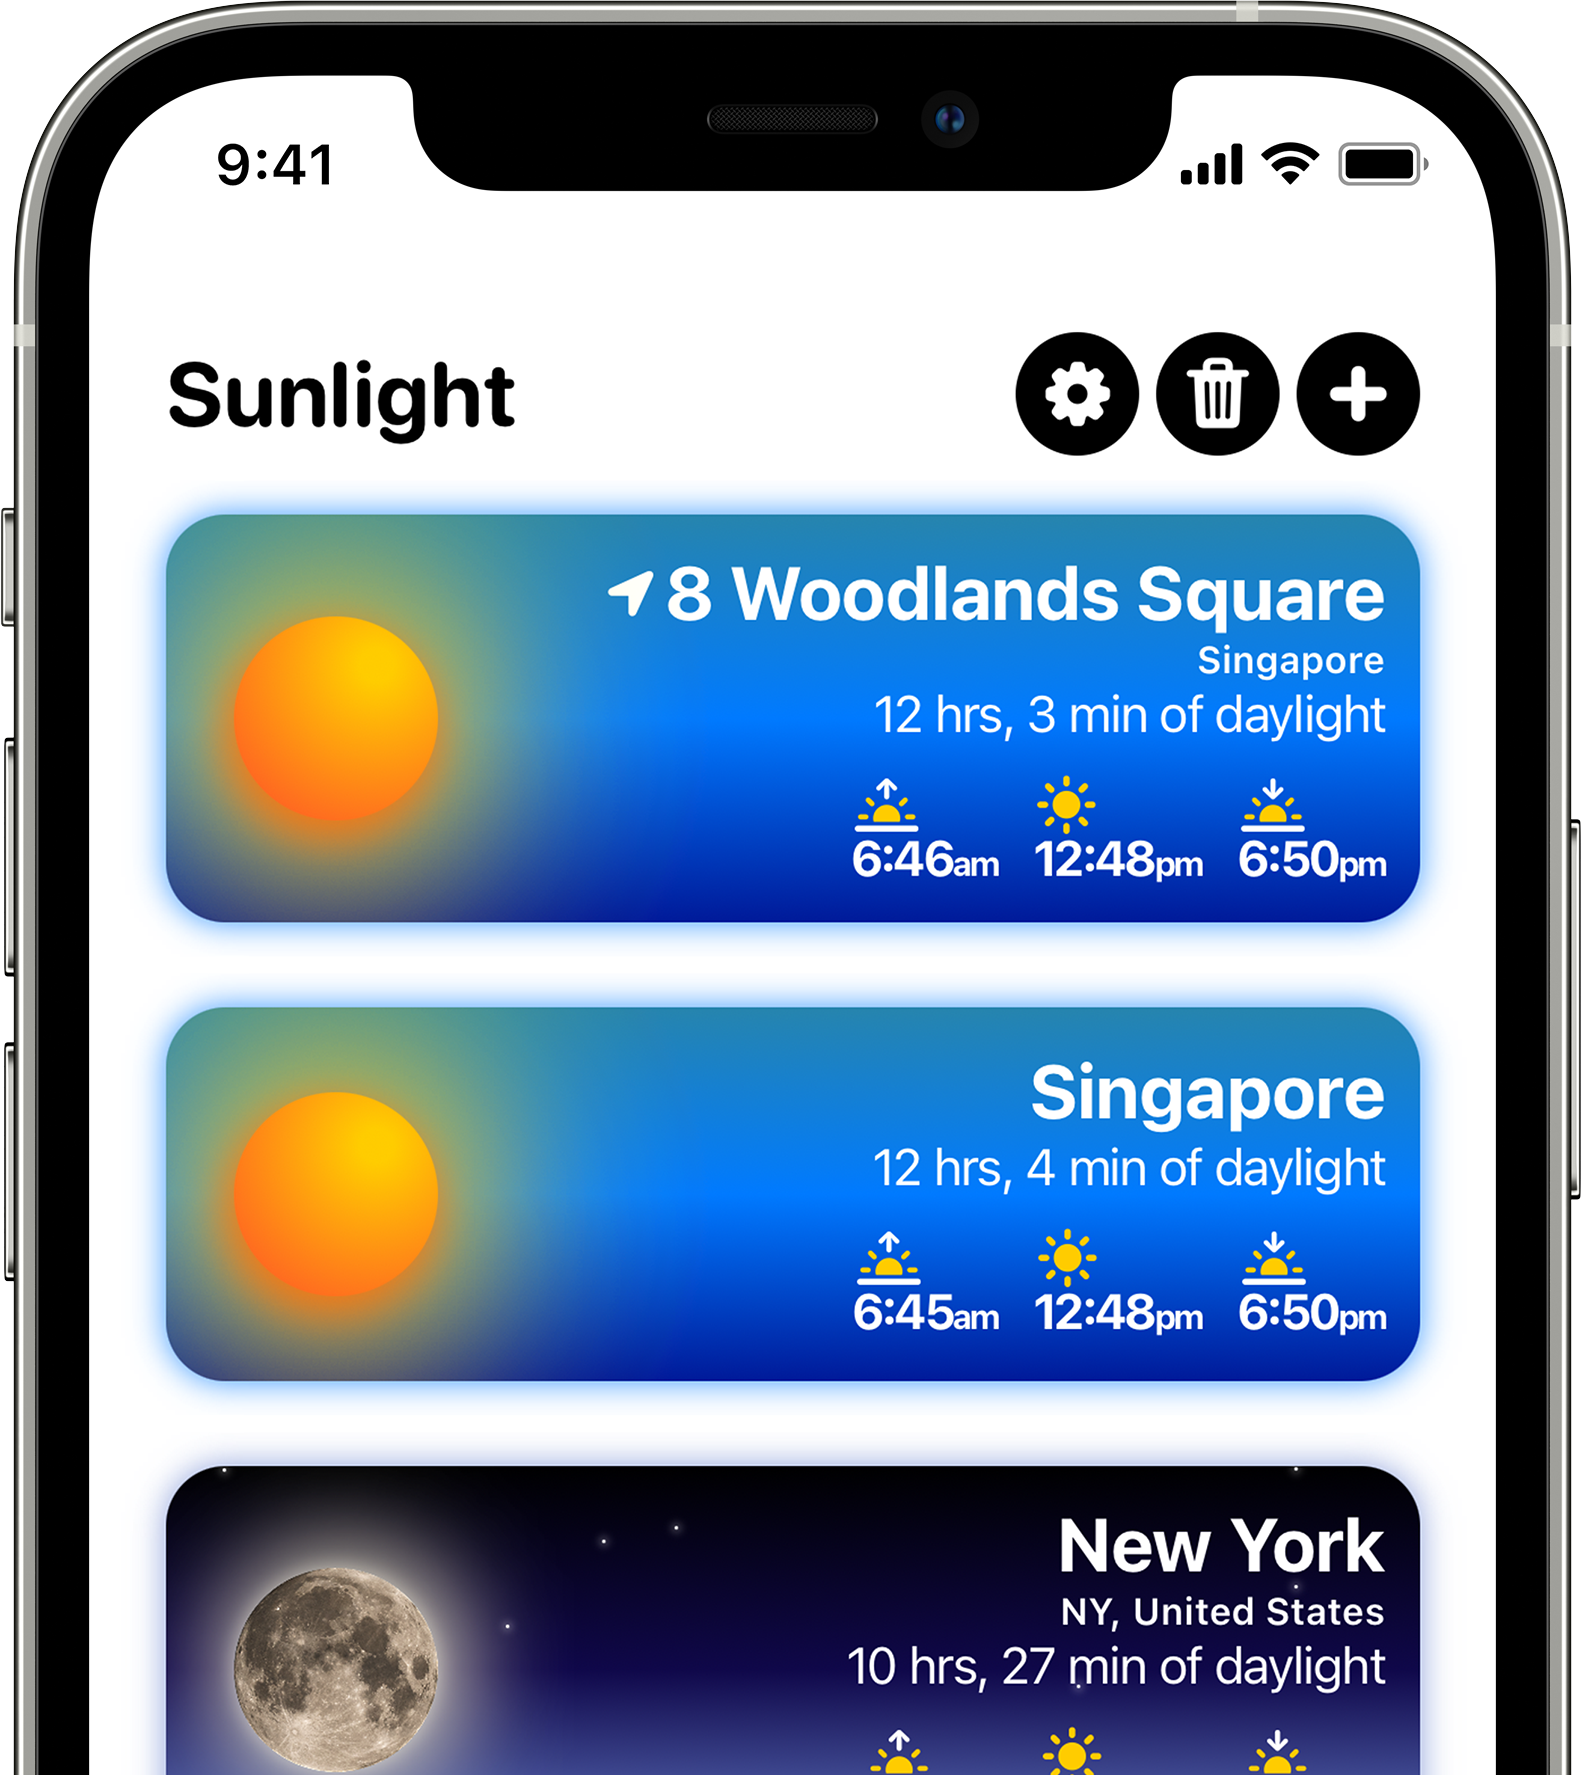 9:41
Sunlight
8 Woodlands Square
Singapore
12 hrs, 3 min of daylight
6:46am 12:48pm 6:50pm
Singapore
12 hrs, 4 min of daylight
6:45am 12:48pm 6:50pm
New York
NY, United States
10 hrs, 27 min of daylight